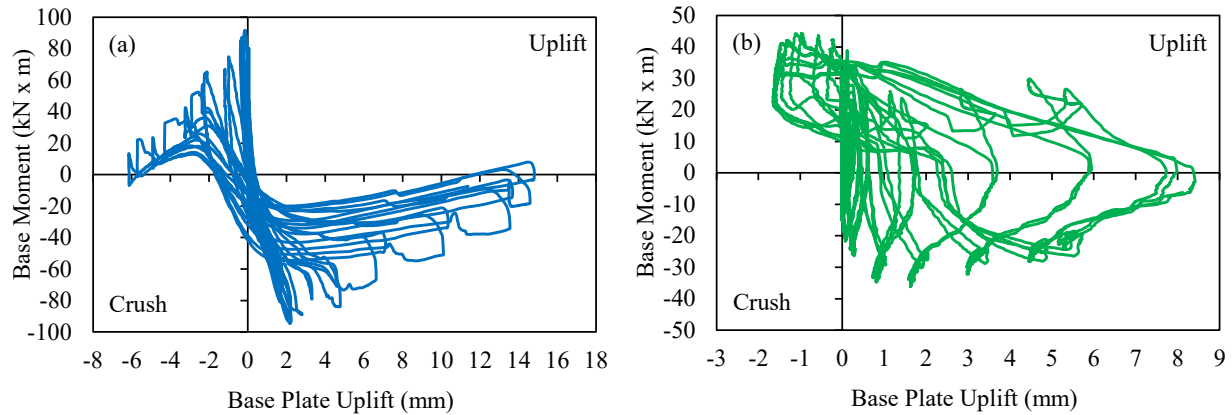 (a)
Uplift
Crush
100
80
60
40
20
0
-20
-40
-60
-80
-100
-8 -6 -4 -2 0 2 4 6 8 10 12 14 16 18
Base Moment (kN x m)
Base Plate Uplift (mm)
(b)
Uplift
Crush
50
40
30
20
10
0
-10
-20
-30
-40
-50
-3 -2 -1 0 1 2 3 4 5 6 7 8 9
Base Moment (kN x m)
Base Plate Uplift (mm)